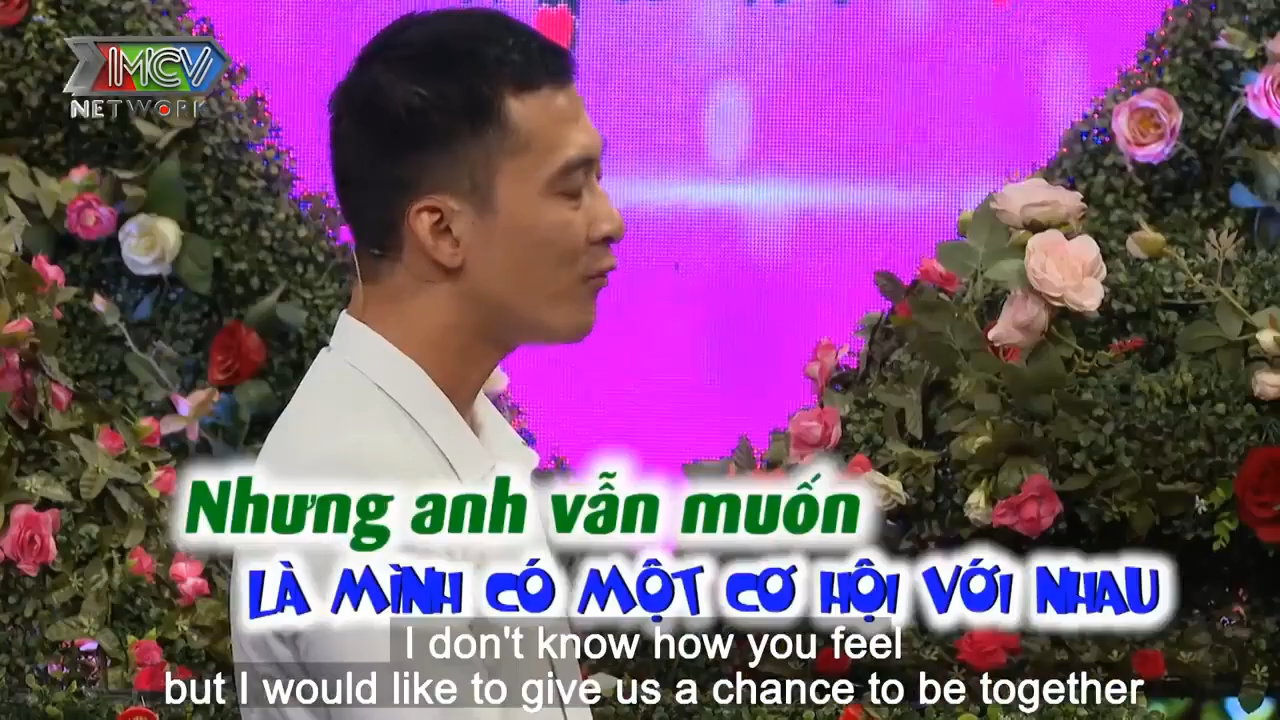 MCV
NETWORK
Nhưng anh vẫn muốn
LÀ MÌNH CÓ MỘT CƠ HỘI VỚI NHAU
I don't know how you feel
but I would like to give us a chance to be together